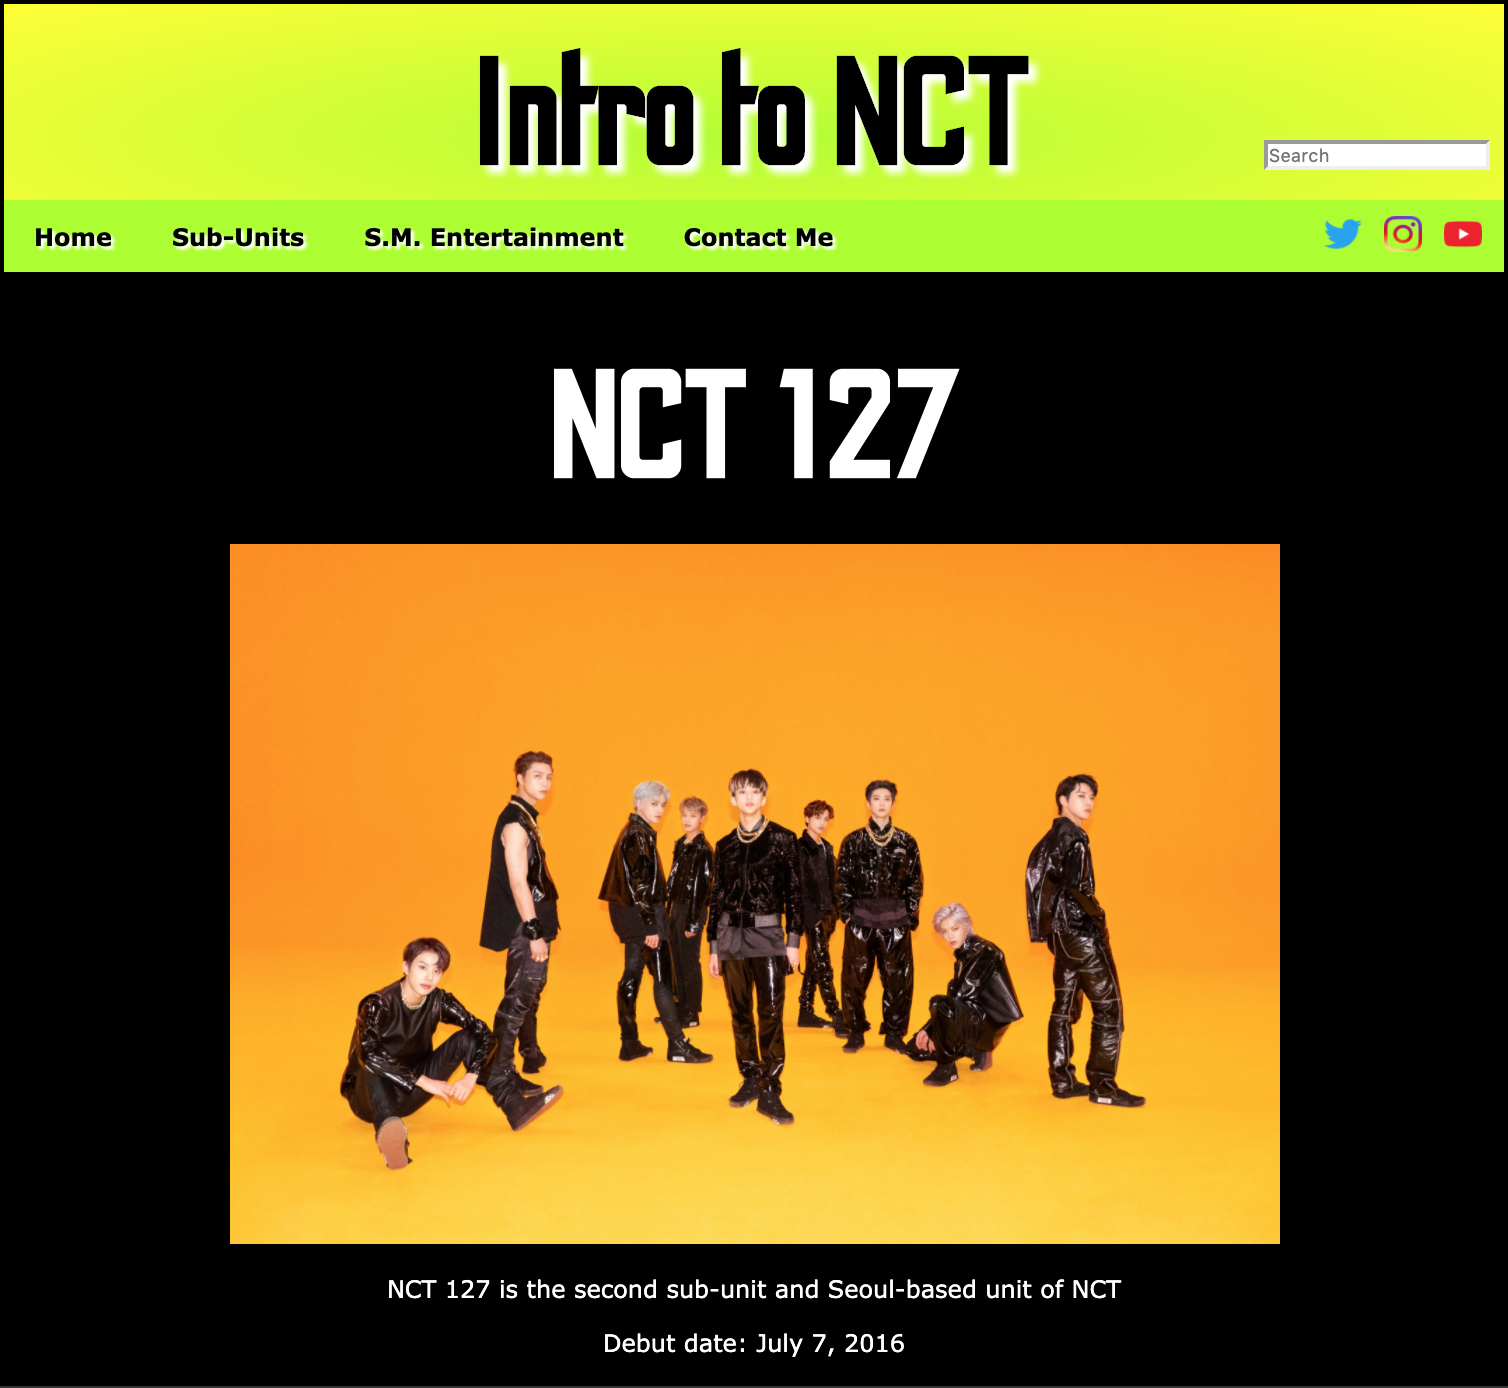 Intro to NCT
Search
Home Sub-Units S.M. Entertainment Contact Me
NCT 127
NCT 127 is the second sub-unit and Seoul-based unit of NCT
Debut date: July 7, 2016